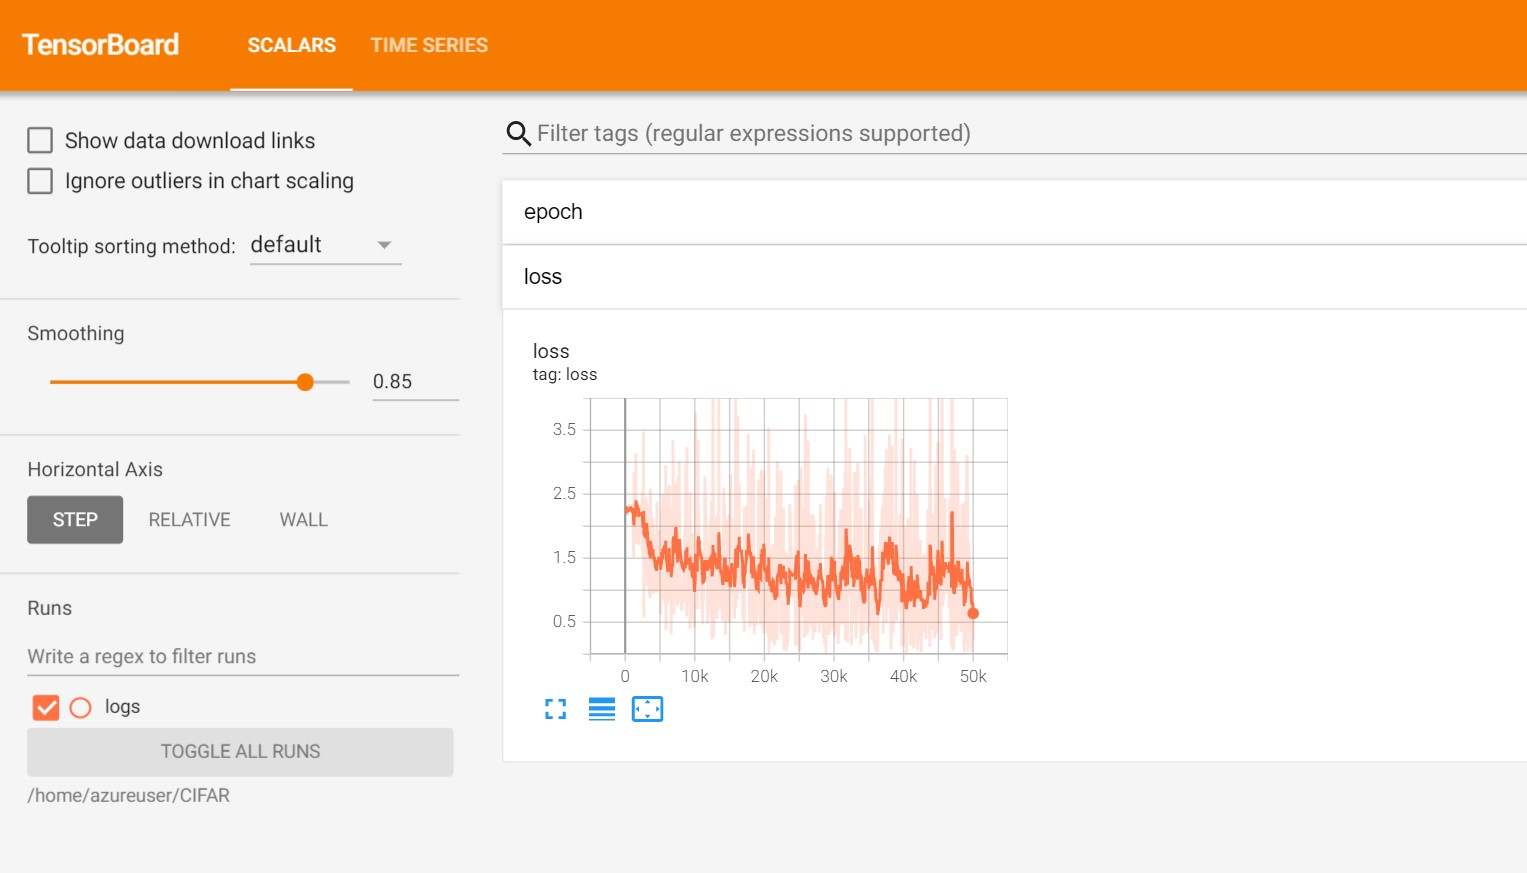 TensorBoard SCALARS TIME SERIES
Show data download links
Ignore outliers in chart scaling
Tooltip sorting method: default
Smoothing
0.85
Horizontal Axis
STEP RELATIVE WALL
Runs
Write a regex to filter runs
logs
TOGGLE ALL RUNS
/home/azureuser/CIFAR
Filter tags (regular expressions supported)
epoch
loss
loss
tag: loss
3.5
2.5
1.5
0.5
0 10k 20k 30k 40k 50k